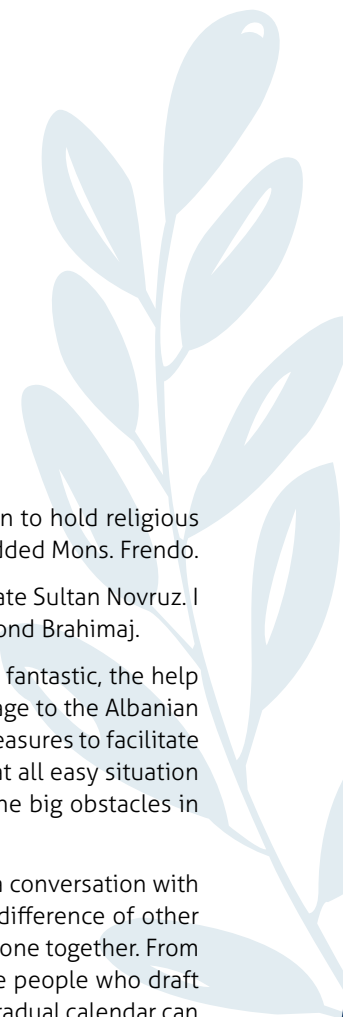 n to hold religious
dded Mons. Frendo.
ate Sultan Novruz. I
ond Brahimaj.
fantastic, the help
age to the Albanian
easures to facilitate
at all easy situation
he big obstacles in
conversation with
difference of other
one together. From
e people who draft
radual calendar can